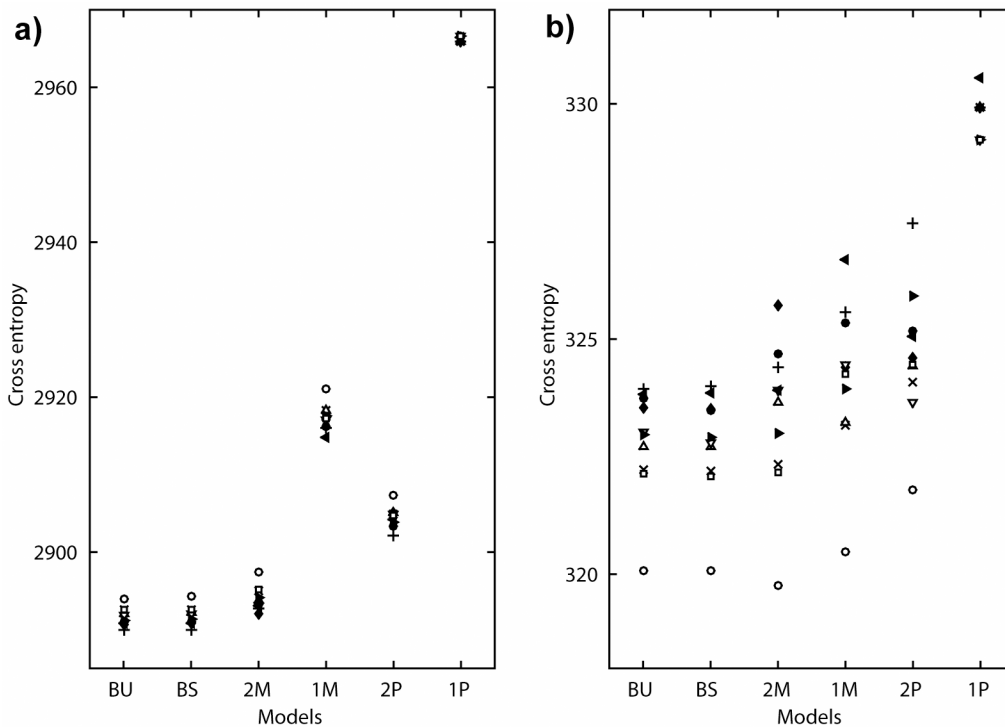 a)
2960
2940
2920
2900
Cross entropy
BU BS 2M 1M 2P 1P
Models
b)
330
325
320
Cross entropy
BU BS 2M 1M 2P 1P
Models